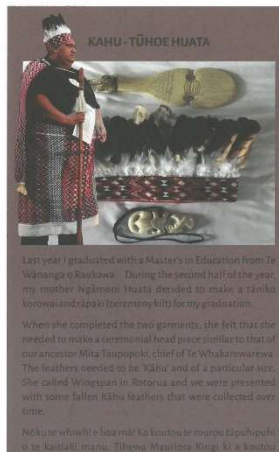 KAHU - TŪHOE HUATA
Last year I graduated with a Master's in Education from Te
Wānanga o Raukawa. During the second half of the year,
my mother Ngāmoni Huata decided to make a tāniko
korowai and rāpaki (ceremony kilt) for my graduation.
When she completed the two garments, she felt that she
needed to make a ceremonial head piece similar to that of
our ancestor Mita Taupopoki, chief of Te Whakarewarewa.
The feathers needed to be 'Kāhu' and of a particular size.
She called Wingspan in Rotorua and we were presented
with some fallen Kāhu feathers that were collected over
time.
Nōku te whiwhi e hoa mā! Ko koutou te rourou tāpuhipuhi
o te kaitiaki manu. Tihewa Mauriora Kingi ki a koutou